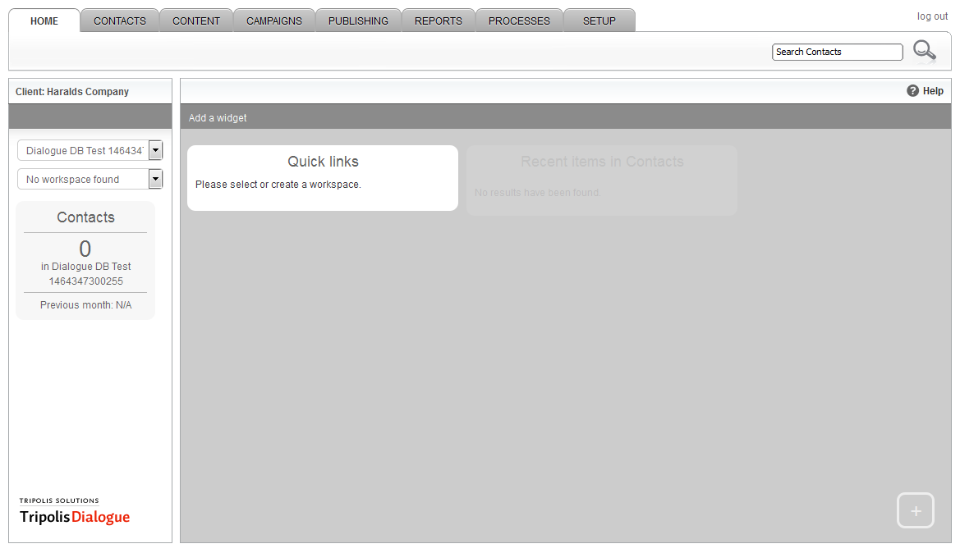 HOME CONTACTS CONTENT CAMPAIGNS PUBLISHING REPORTS PROCESSES SETUP log out
Search Contacts
Client: Haralds Company
Help
Add a widget
Dialogue DB Test 146434
No workspace found
Contacts
0
in Dialogue DB Test
1464347300255
Previous month: N/A
Quick links
Please select or create a workspace.
Recent items in Contacts
No results have been found.
TRIPOLIS SOLUTIONS
Tripolis Dialogue
+